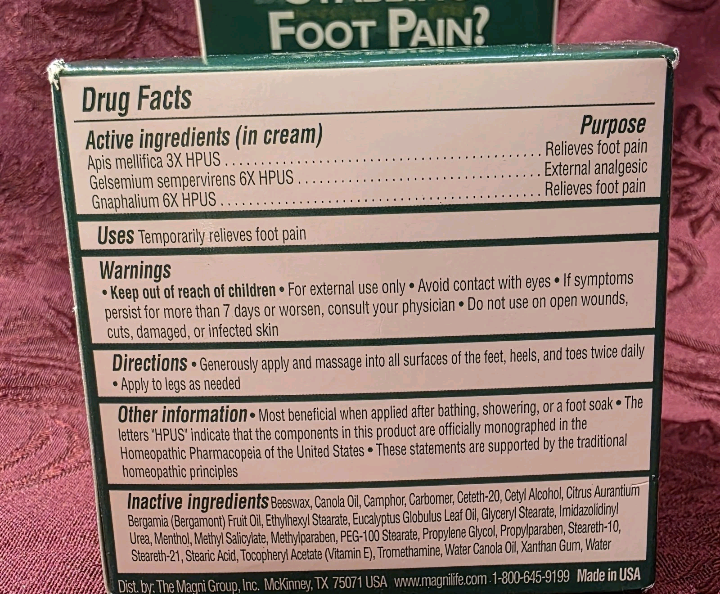 FOOT PAIN?
Drug Facts
Active ingredients (in cream) Purpose
Apis mellifica 3X HPUS ........................................ Relieves foot pain
Gelsemium sempervirens 6X HPUS .............................. External analgesic
Gnaphalium 6X HPUS ........................................ Relieves foot pain
Uses Temporarily relieves foot pain
Warnings
• Keep out of reach of children • For external use only • Avoid contact with eyes • If symptoms
persist for more than 7 days or worsen, consult your physician • Do not use on open wounds,
cuts, damaged, or infected skin
Directions • Generously apply and massage into all surfaces of the feet, heels, and toes twice daily
• Apply to legs as needed
Other information • Most beneficial when applied after bathing, showering, or a foot soak • The
letters "HPUS" indicate that the components in this product are officially monographed in the
Homeopathic Pharmacopeia of the United States • These statements are supported by the traditional
homeopathic principles
Inactive ingredients Beeswax, Canola Oil, Camphor, Carbomer, Ceteth-20, Cetyl Alcohol, Citrus Aurantium
Bergamia (Bergamont) Fruit Oil, Ethylhexyl Stearate, Eucalyptus Globulus Leaf Oil, Glyceryl Stearate, Imidazolidinyl
Urea, Menthol, Methyl Salicylate, Methylparaben, PEG-100 Stearate, Propylene Glycol, Propylparaben, Steareth-10,
Steareth-21, Stearic Acid, Tocopheryl Acetate (Vitamin E), Tromethamine, Water Canola Oil, Xanthan Gum, Water
Dist. by: The Magni Group, Inc. McKinney, TX 75071 USA www.magnilife.com 1-800-645-9199 Made in USA